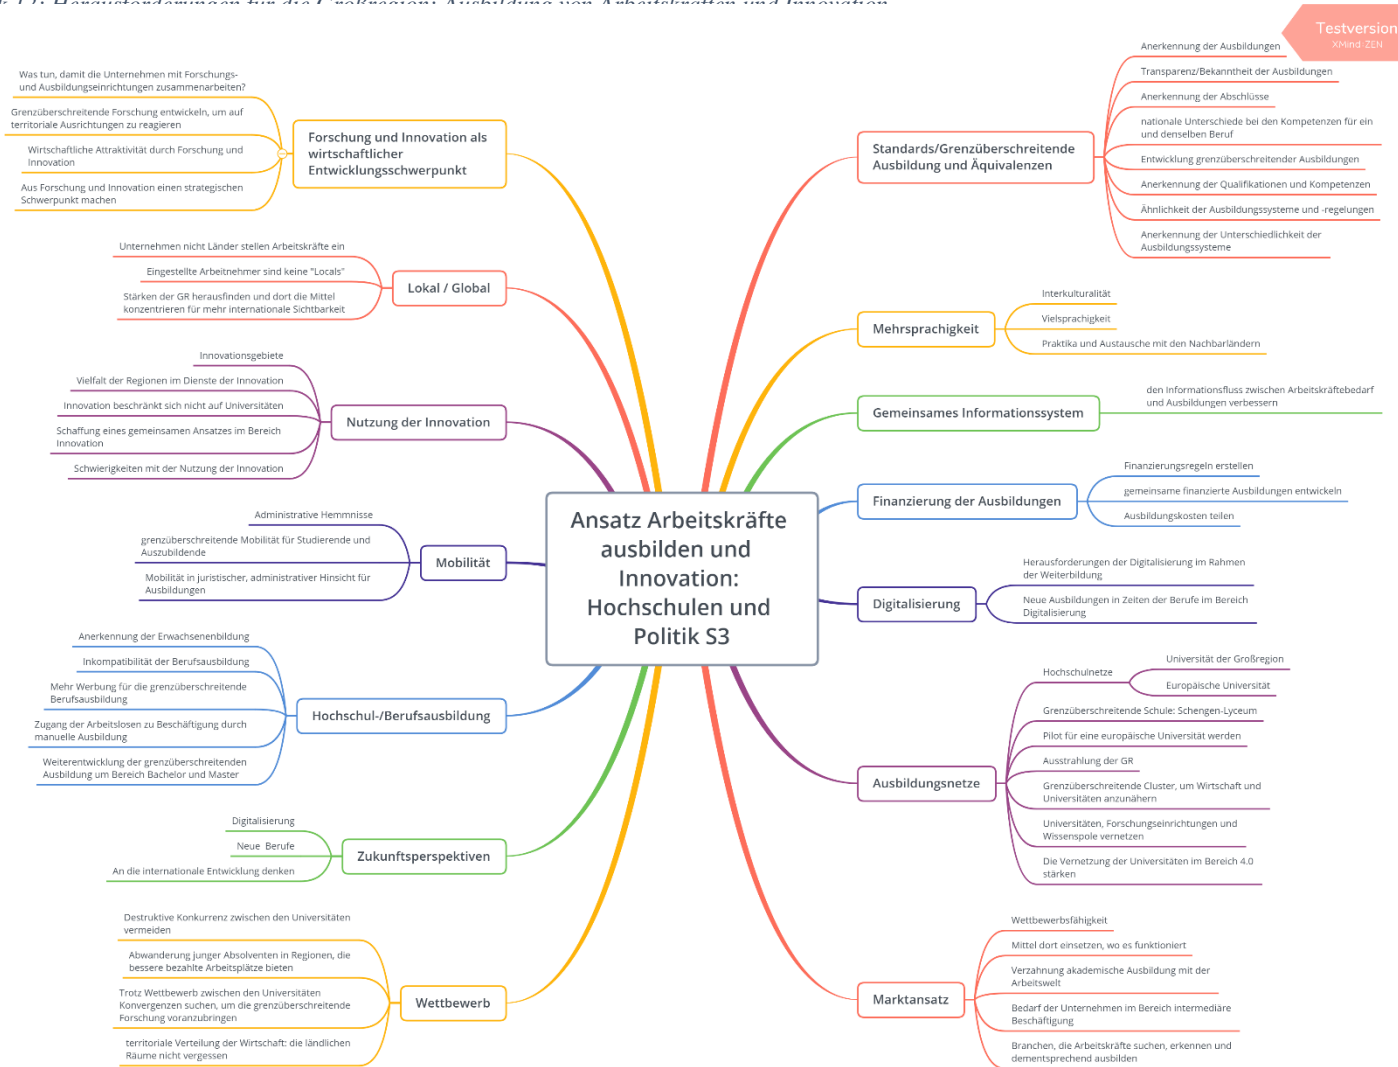 Herausforderungen für die Großregion: Ausbildung von Arbeitskräften und Innovation
Testversion
XMind ZEN
Ansatz Arbeitskräfte
ausbilden und
Innovation:
Hochschulen und
Politik S3
Forschung und Innovation als
wirtschaftlicher
Entwicklungsschwerpunkt
Was tun, damit die Unternehmen mit Forschungs-
und Ausbildungseinrichtungen zusammenarbeiten?
Grenzüberschreitende Forschung entwickeln, um auf
territoriale Ausrichtungen zu reagieren
Wirtschaftliche Attraktivität durch Forschung und
Innovation
Aus Forschung und Innovation einen strategischen
Schwerpunkt machen
Lokal / Global
Unternehmen nicht Länder stellen Arbeitskräfte ein
Eingestellte Arbeitnehmer sind keine "Locals"
Stärken der GR herausfinden und dort die Mittel
konzentrieren für mehr internationale Sichtbarkeit
Nutzung der Innovation
Innovationsgebiete
Vielfalt der Regionen im Dienste der Innovation
Innovation beschränkt sich nicht auf Universitäten
Schaffung eines gemeinsamen Ansatzes im Bereich
Innovation
Schwierigkeiten mit der Nutzung der Innovation
Mobilität
Administrative Hemmnisse
grenzüberschreitende Mobilität für Studierende und
Auszubildende
Mobilität in juristischer, administrativer Hinsicht für
Ausbildungen
Hochschul-/Berufsausbildung
Anerkennung der Erwachsenenbildung
Inkompatibilität der Berufsausbildung
Mehr Werbung für die grenzüberschreitende
Berufsausbildung
Zugang der Arbeitslosen zu Beschäftigung durch
manuelle Ausbildung
Weiterentwicklung der grenzüberschreitenden
Ausbildung um Bereich Bachelor und Master
Zukunftsperspektiven
Digitalisierung
Neue Berufe
An die internationale Entwicklung denken
Wettbewerb
Destruktive Konkurrenz zwischen den Universitäten
vermeiden
Abwanderung junger Absolventen in Regionen, die
bessere bezahlte Arbeitsplätze bieten
Trotz Wettbewerb zwischen den Universitäten
Konvergenzen suchen, um die grenzüberschreitende
Forschung voranzubringen
territoriale Verteilung der Wirtschaft: die ländlichen
Räume nicht vergessen
Standards/Grenzüberschreitende
Ausbildung und Äquivalenzen
Anerkennung der Ausbildungen
Transparenz/Bekanntheit der Ausbildungen
Anerkennung der Abschlüsse
nationale Unterschiede bei den Kompetenzen für ein
und denselben Beruf
Entwicklung grenzüberschreitender Ausbildungen
Anerkennung der Qualifikationen und Kompetenzen
Ähnlichkeit der Ausbildungssysteme und -regelungen
Anerkennung der Unterschiedlichkeit der
Ausbildungssysteme
Mehrsprachigkeit
Interkulturalität
Vielsprachigkeit
Praktika und Austausche mit den Nachbarländern
Gemeinsames Informationssystem
den Informationsfluss zwischen Arbeitskräftebedarf
und Ausbildungen verbessern
Finanzierung der Ausbildungen
Finanzierungsregeln erstellen
gemeinsame finanzierte Ausbildungen entwickeln
Ausbildungskosten teilen
Digitalisierung
Herausforderungen der Digitalisierung im Rahmen
der Weiterbildung
Neue Ausbildungen in Zeiten der Berufe im Bereich
Digitalisierung
Ausbildungsnetze
Hochschulnetze
Universität der Großregion
Europäische Universität
Grenzüberschreitende Schule: Schengen-Lyceum
Pilot für eine europäische Universität werden
Ausstrahlung der GR
Grenzüberschreitende Cluster, um Wirtschaft und
Universitäten anzunähern
Universitäten, Forschungseinrichtungen und
Wissenspole vernetzen
Die Vernetzung der Universitäten im Bereich 4.0
stärken
Marktansatz
Wettbewerbsfähigkeit
Mittel dort einsetzen, wo es funktioniert
Verzahnung akademische Ausbildung mit der
Arbeitswelt
Bedarf der Unternehmen im Bereich intermediäre
Beschäftigung
Branchen, die Arbeitskräfte suchen, erkennen und
dementsprechend ausbilden